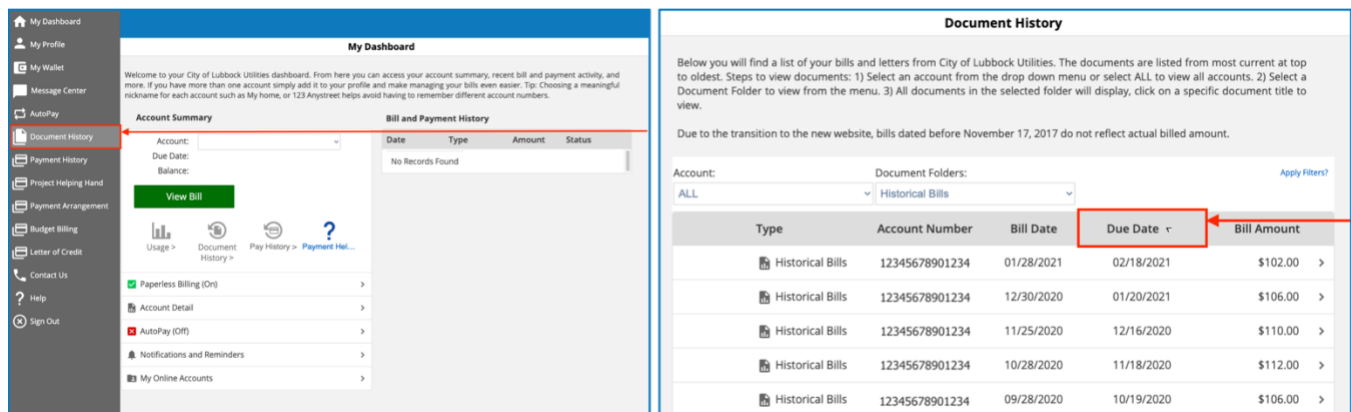 My Dashboard
My Profile
My Wallet
Message Center
AutoPay
Document History
Payment History
Project Helping Hand
Payment Arrangement
Budget Billing
Letter of Credit
Contact Us
Help
Sign Out
My Dashboard
Welcome to your City of Lubbock Utilities dashboard. From here you can access your account summary, recent bill and payment activity, and
more. If you have more than one account simply add it to your profile and make managing your bills even easier. Tip: Choosing a meaningful
nickname for each account such as My home, or 123 Anystreet helps avoid having to remember different account numbers.
Account Summary
Account:
Due Date:
Balance:
View Bill
Usage >
Document
History >
Pay History >
Payment Hel...
Paperless Billing (On)
Account Detail
AutoPay (Off)
Notifications and Reminders
My Online Accounts
Bill and Payment History
Date Type Amount Status
No Records Found
Document History
Below you will find a list of your bills and letters from City of Lubbock Utilities. The documents are listed from most current at top
to oldest. Steps to view documents: 1) Select an account from the drop down menu or select ALL to view all accounts. 2) Select a
Document Folder to view from the menu. 3) All documents in the selected folder will display, click on a specific document title to
view.
Due to the transition to the new website, bills dated before November 17, 2017 do not reflect actual billed amount.
Account: Document Folders: Apply Filters?
ALL Historical Bills
Type Account Number Bill Date Due Date Bill Amount
Historical Bills 12345678901234 01/28/2021 02/18/2021 $102.00 >
Historical Bills 12345678901234 12/30/2020 01/20/2021 $106.00 >
Historical Bills 12345678901234 11/25/2020 12/16/2020 $110.00 >
Historical Bills 12345678901234 10/28/2020 11/18/2020 $112.00 >
Historical Bills 12345678901234 09/28/2020 10/19/2020 $106.00 >